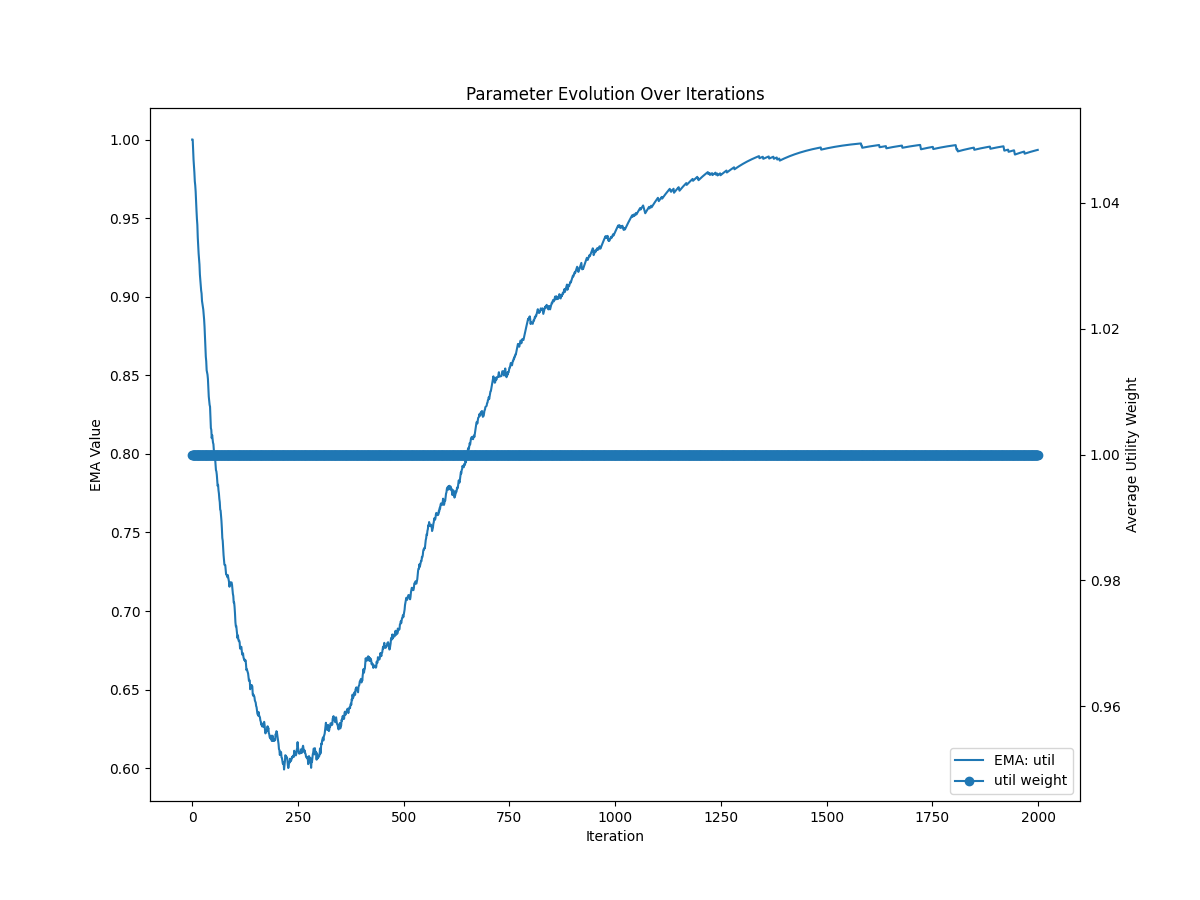 Parameter Evolution Over Iterations
1.00
0.95
0.90
0.85
0.80
0.75
0.70
0.65
0.60
EMA Value
1.04
1.02
1.00
0.98
0.96
Average Utility Weight
EMA: util
util weight
0 250 500 750 1000 1250 1500 1750 2000
Iteration